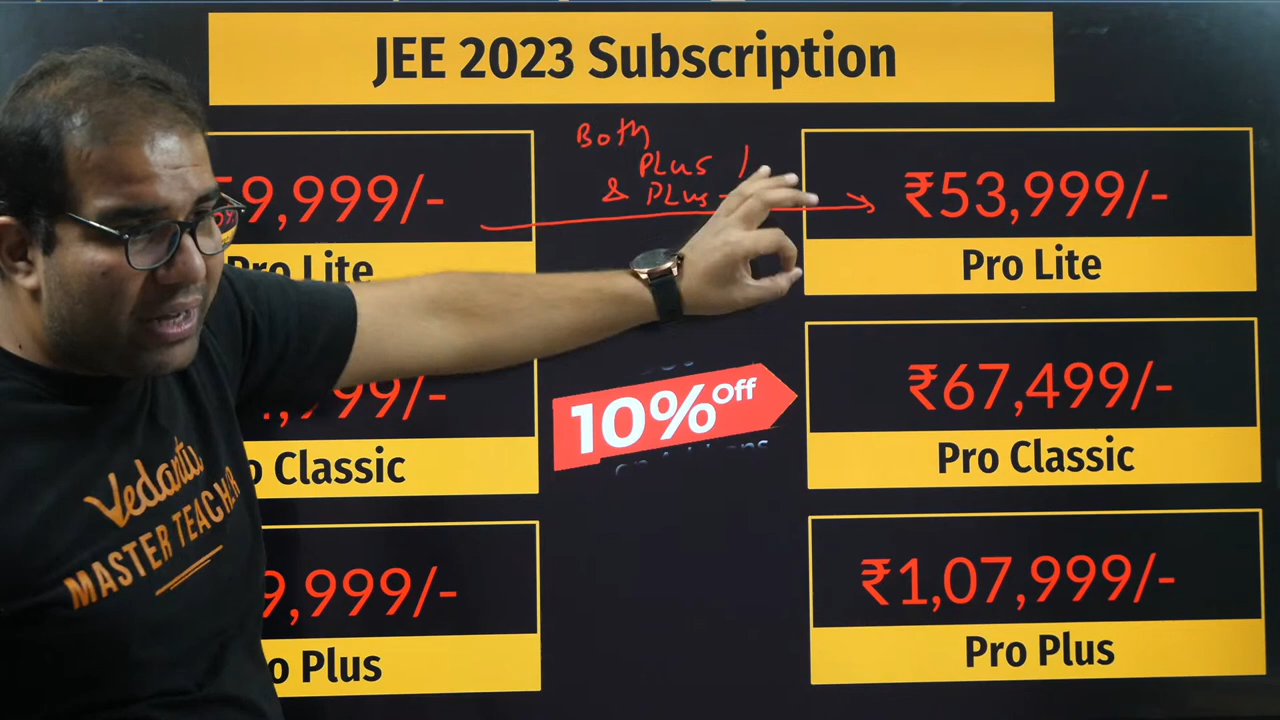 JEE 2023 Subscription
Both
PLUS 1
& PLUS
59,999/-
Pro Lite
₹53,999/-
Pro Lite
,999/-
o Classic
10% Off
₹67,499/-
Pro Classic
9,999/-
o Plus
₹1,07,999/-
Pro Plus
Vedantu
MASTER TEACHER